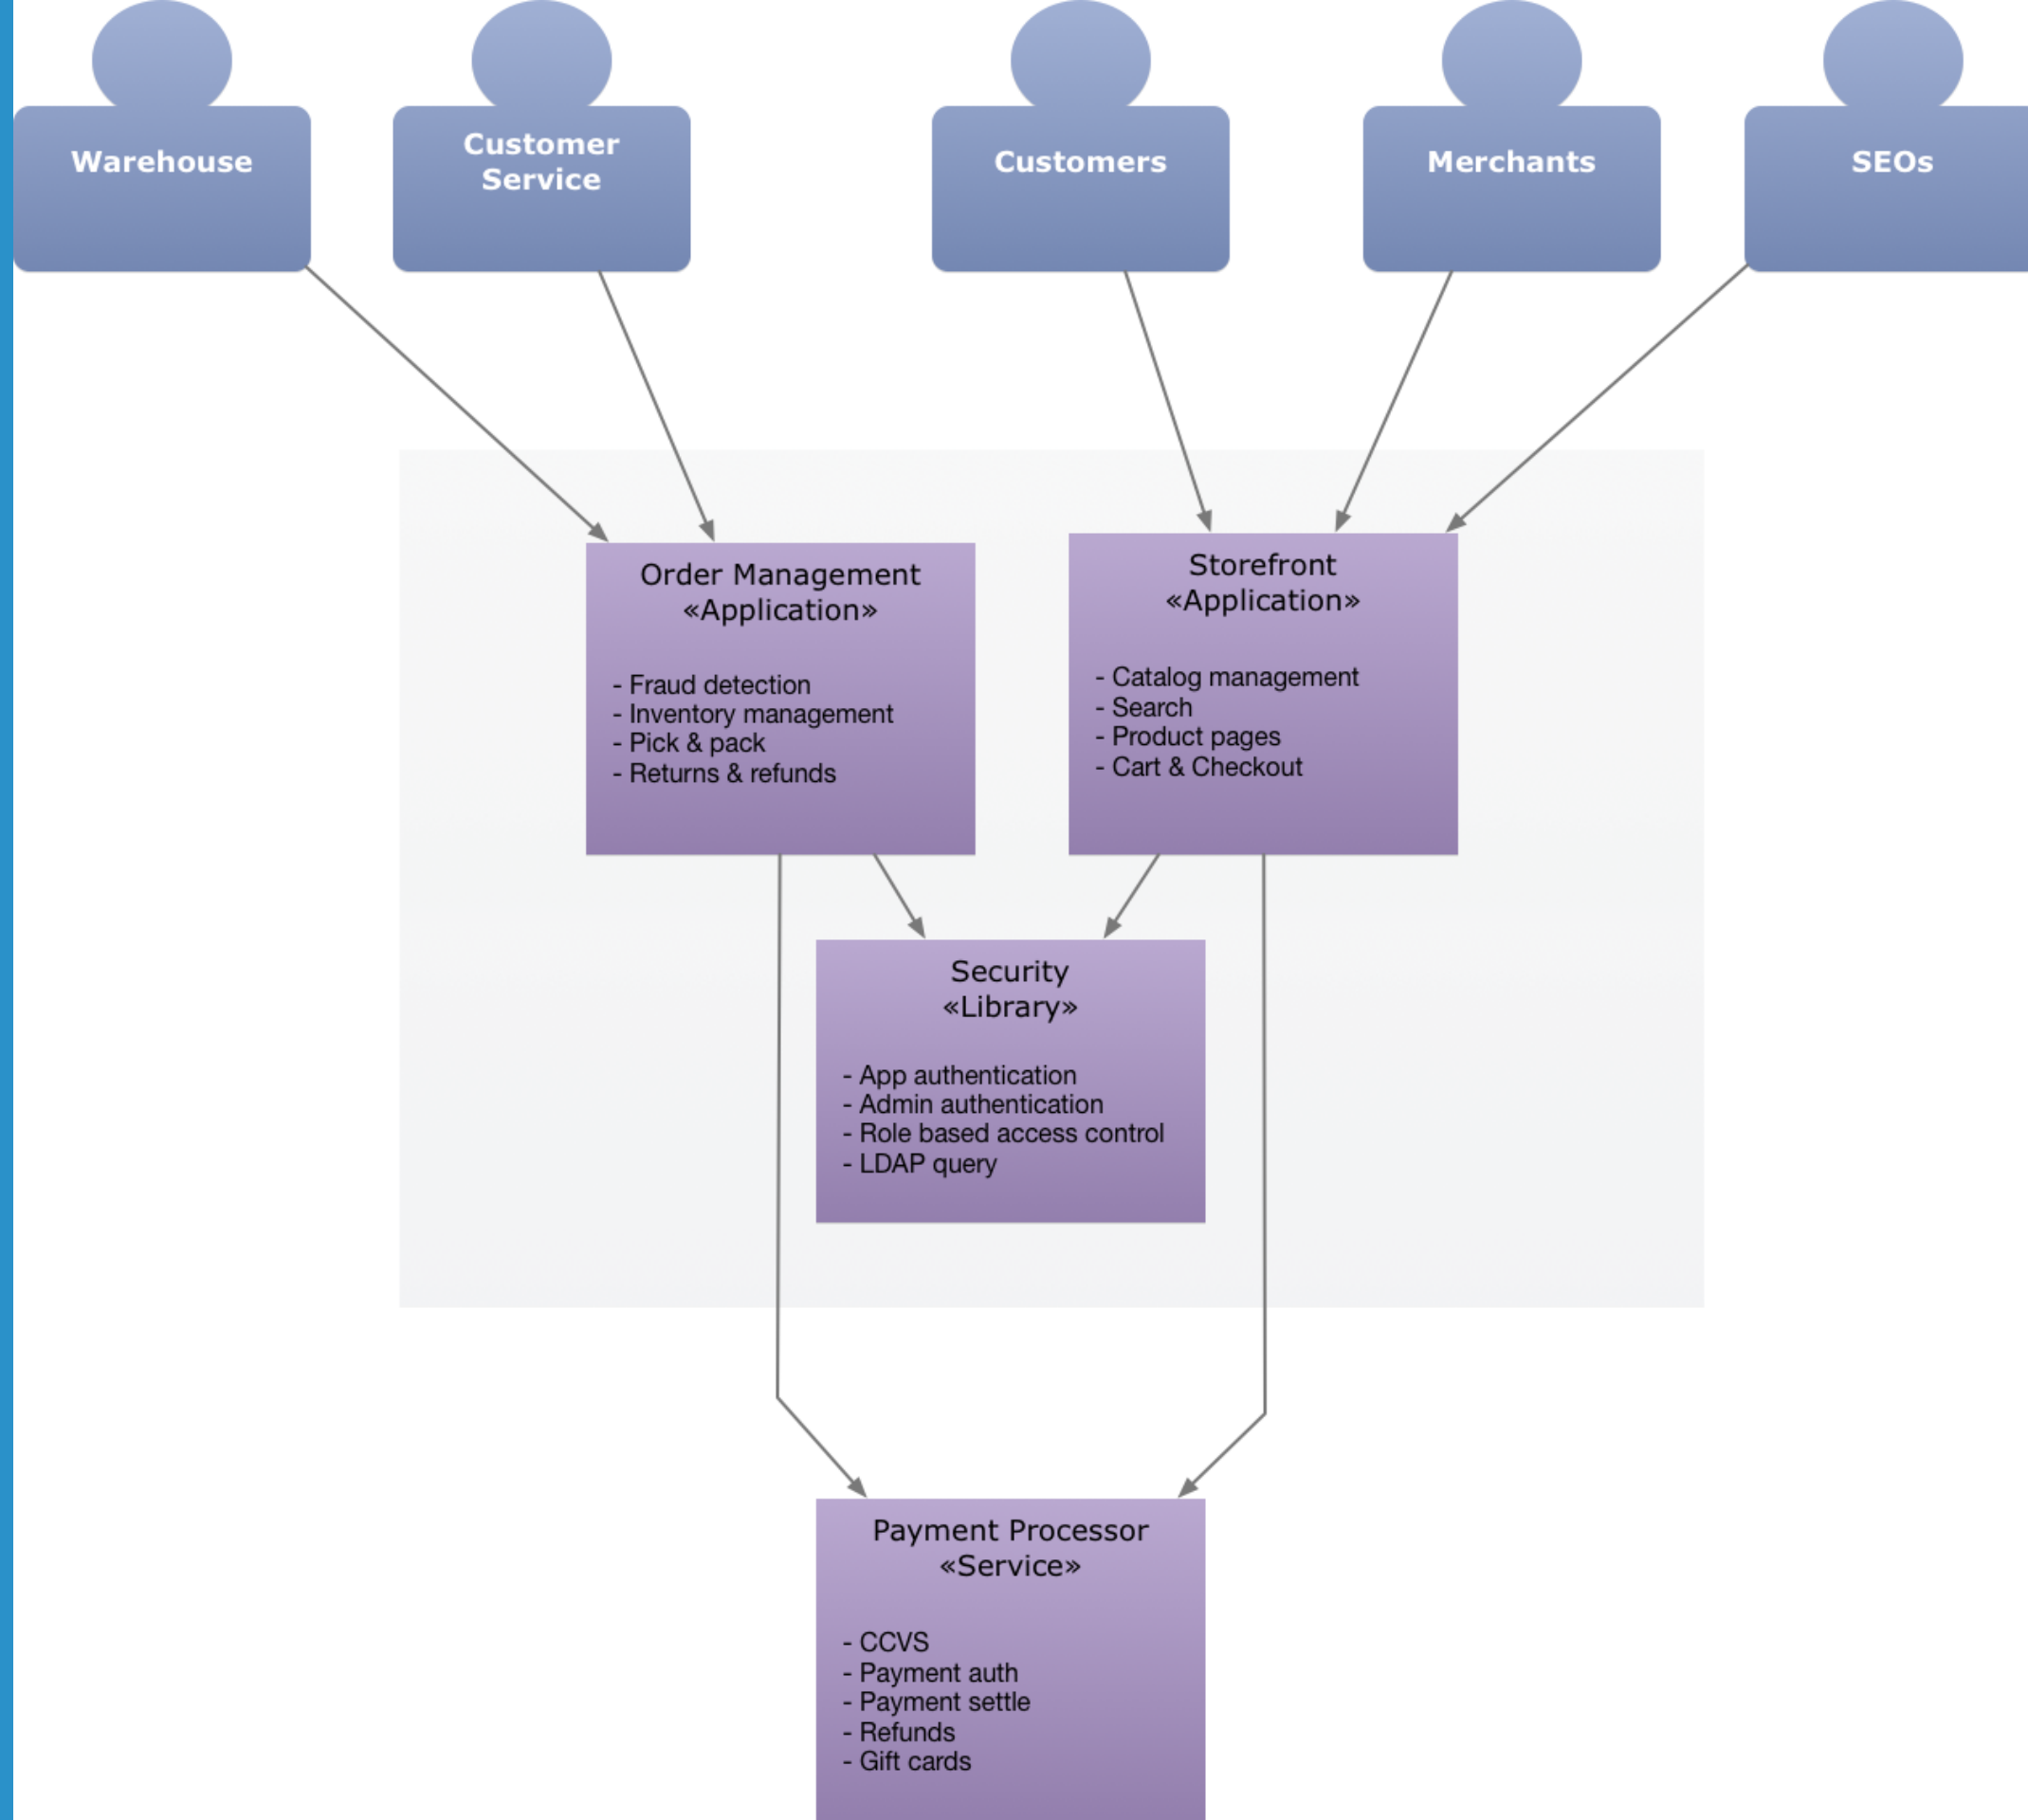 Warehouse
Customer
Service
Customers
Merchants
SEOs
Order Management
«Application»
- Fraud detection
- Inventory management
- Pick & pack
- Returns & refunds
Storefront
«Application»
- Catalog management
- Search
- Product pages
- Cart & Checkout
Security
«Library»
- App authentication
- Admin authentication
- Role based access control
- LDAP query
Payment Processor
«Service»
- CCVS
- Payment auth
- Payment settle
- Refunds
- Gift cards